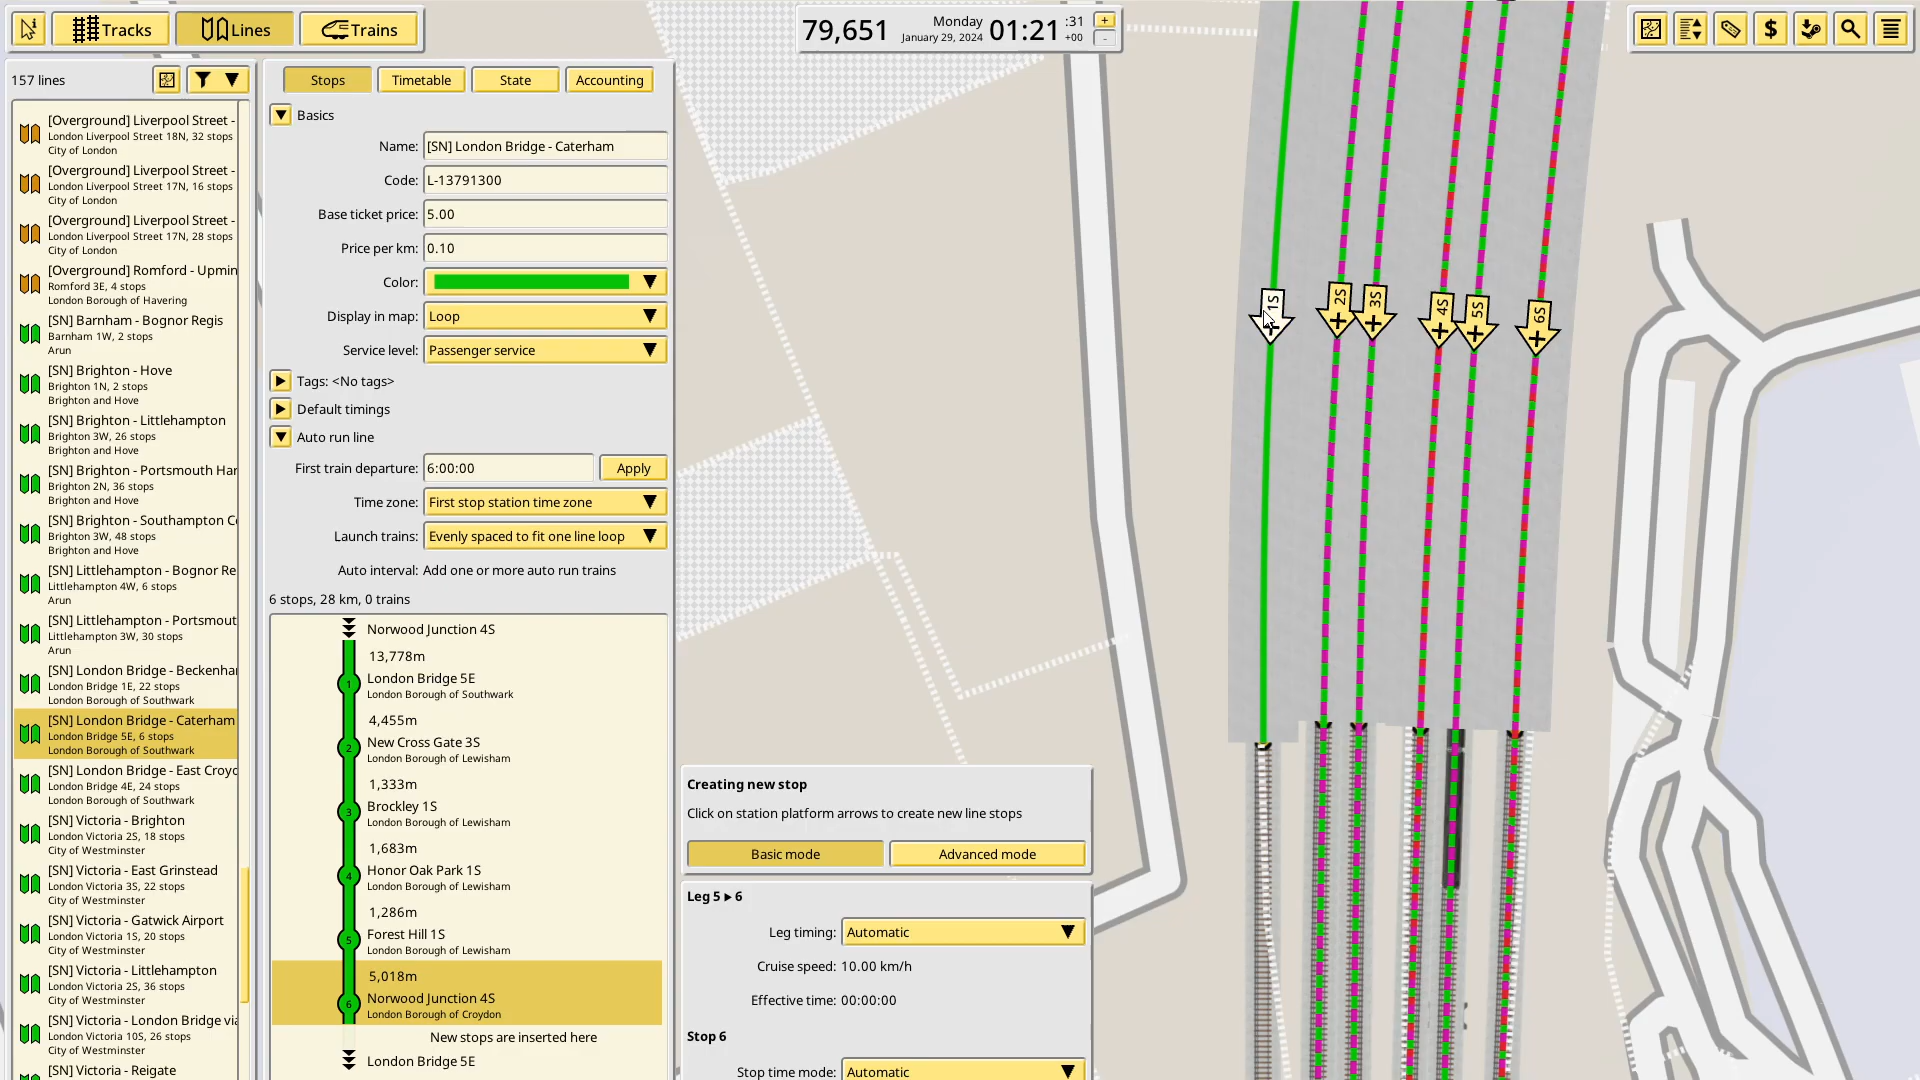 Tracks
Lines
Trains
79,651
Monday
January 29, 2024
01:21
:31
+00
+
-
$
157 lines
[Overground] Liverpool Street -
London Liverpool Street 18N, 32 stops
City of London
[Overground] Liverpool Street -
London Liverpool Street 17N, 16 stops
City of London
[Overground] Liverpool Street -
London Liverpool Street 17N, 28 stops
City of London
[Overground] Romford - Upmin
Romford 3E, 4 stops
London Borough of Havering
[SN] Barnham - Bognor Regis
Barnham 1W, 2 stops
Arun
[SN] Brighton - Hove
Brighton 1N, 2 stops
Brighton and Hove
[SN] Brighton - Littlehampton
Brighton 3W, 26 stops
Brighton and Hove
[SN] Brighton - Portsmouth Har
Brighton 2N, 36 stops
Brighton and Hove
[SN] Brighton - Southampton C
Brighton 3W, 48 stops
Brighton and Hove
[SN] Littlehampton - Bognor Re
Littlehampton 4W, 6 stops
Arun
[SN] Littlehampton - Portsmout
Littlehampton 3W, 30 stops
Arun
[SN] London Bridge - Beckenha
London Bridge 1E, 22 stops
London Borough of Southwark
[SN] London Bridge - Caterham
London Bridge 5E, 6 stops
London Borough of Southwark
[SN] London Bridge - East Croyd
London Bridge 4E, 24 stops
London Borough of Southwark
[SN] Victoria - Brighton
London Victoria 2S, 18 stops
City of Westminster
[SN] Victoria - East Grinstead
London Victoria 3S, 22 stops
City of Westminster
[SN] Victoria - Gatwick Airport
London Victoria 1S, 20 stops
City of Westminster
[SN] Victoria - Littlehampton
London Victoria 2S, 36 stops
City of Westminster
[SN] Victoria - London Bridge via
London Victoria 10S, 26 stops
City of Westminster
[SN] Victoria - Reigate
Stops
Timetable
State
Accounting
Basics
Name: [SN] London Bridge - Caterham
Code: L-13791300
Base ticket price: 5.00
Price per km: 0.10
Color:
Display in map: Loop
Service level: Passenger service
Tags: <No tags>
Default timings
Auto run line
First train departure: 6:00:00 Apply
Time zone: First stop station time zone
Launch trains: Evenly spaced to fit one line loop
Auto interval: Add one or more auto run trains
6 stops, 28 km, 0 trains
Norwood Junction 4S
13,778m
1 London Bridge 5E
London Borough of Southwark
4,455m
2 New Cross Gate 3S
London Borough of Lewisham
1,333m
3 Brockley 1S
London Borough of Lewisham
1,683m
4 Honor Oak Park 1S
London Borough of Lewisham
1,286m
5 Forest Hill 1S
London Borough of Lewisham
5,018m
6 Norwood Junction 4S
London Borough of Croydon
New stops are inserted here
London Bridge 5E
Creating new stop
Click on station platform arrows to create new line stops
Basic mode
Advanced mode
Leg 5 ▸ 6
Leg timing: Automatic
Cruise speed: 10.00 km/h
Effective time: 00:00:00
Stop 6
Stop time mode: Automatic
1S
2S
3S
4S
5S
6S